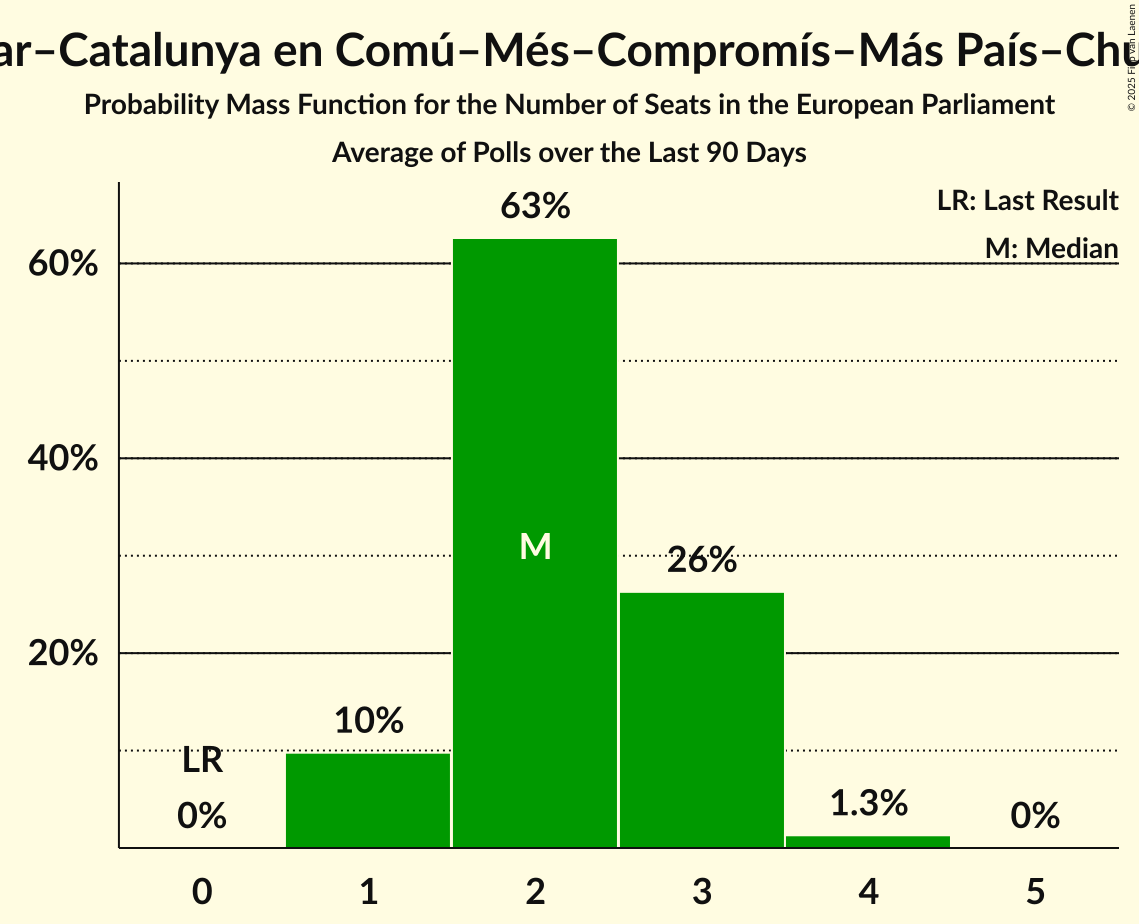 ar–Catalunya en Comú–Més–Compromís–Más País–Chu
Probability Mass Function for the Number of Seats in the European Parliament
Average of Polls over the Last 90 Days
© 2025 Filip van Laenen
LR: Last Result
M: Median
63%
60%
40%
M
26%
20%
10%
LR
0%
1.3%
0%
0 1 2 3 4 5